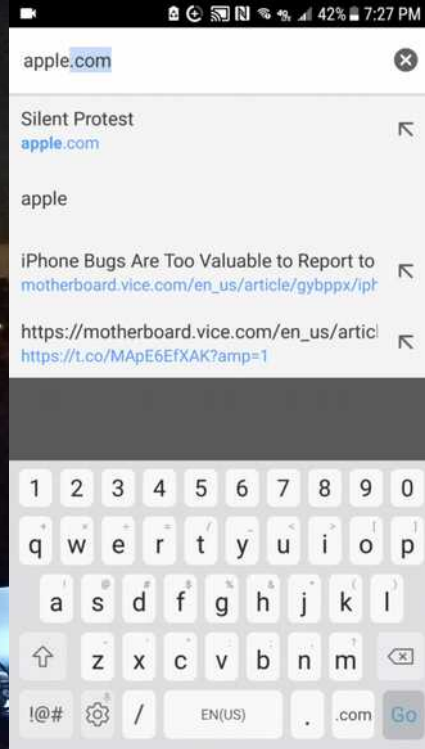 42% 7:27 PM
apple.com
Silent Protest
apple.com
apple
iPhone Bugs Are Too Valuable to Report to
motherboard.vice.com/en_us/article/gybppx/iph
https://motherboard.vice.com/en_us/articl
https://t.co/MApE6EfXAK?amp=1
1 2 3 4 5 6 7 8 9 0
q w e r t y u i o p
a s d f g h j k l
z x c v b n m
!@# / EN(US) . .com Go